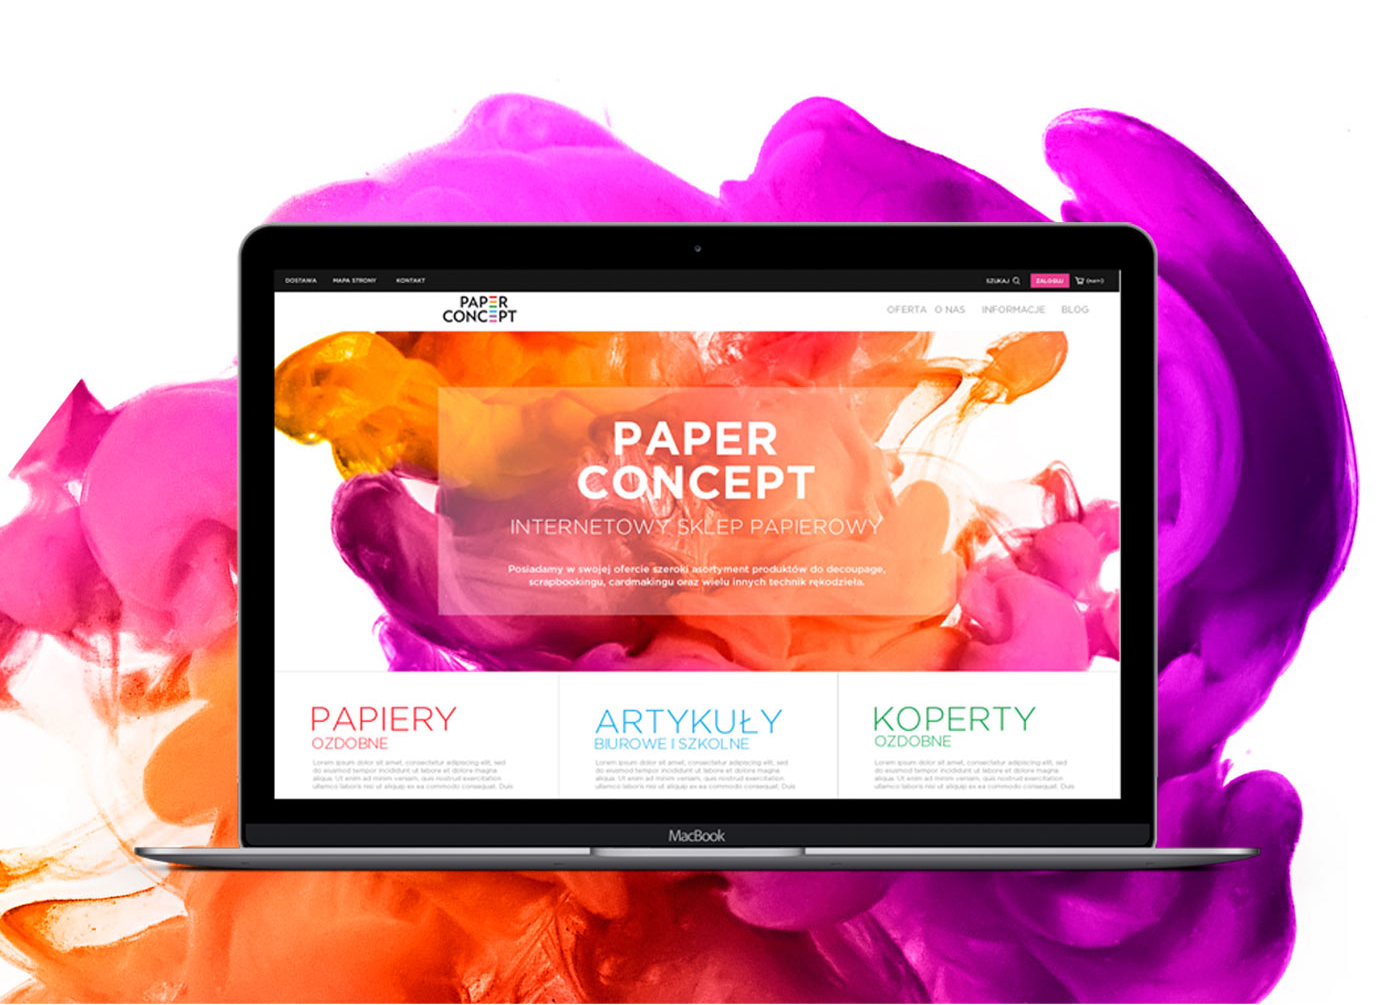 DOSTAWA MAPA STRONY KONTAKT SZUKAJ ZALOGUJ
PAPER
CONCEPT
OFERTA O NAS INFORMACJE BLOG
PAPER
CONCEPT
INTERNETOWY SKLEP PAPIEROWY
Posiadamy w swojej ofercie szeroki asortyment produktów do decoupage,
scrapbookingu, cardmakingu oraz wielu innych technik rękodzieła.
PAPIERY
OZDOBNE
Lorem ipsum dolor sit amet, consectetur adipiscing elit, sed
do eiusmod tempor incididunt ut labore et dolore magna
aliqua. Ut enim ad minim veniam, quis nostrud exercitation
ullamco laboris nisi ut aliquip ex ea commodo consequat. Duis
ARTYKUŁY
BIUROWE I SZKOLNE
Lorem ipsum dolor sit amet, consectetur adipiscing elit, sed
do eiusmod tempor incididunt ut labore et dolore magna
aliqua. Ut enim ad minim veniam, quis nostrud exercitation
ullamco laboris nisi ut aliquip ex ea commodo consequat. Duis
KOPERTY
OZDOBNE
Lorem ipsum dolor sit amet, consectetur adipiscing elit, sed
do eiusmod tempor incididunt ut labore et dolore magna
aliqua. Ut enim ad minim veniam, quis nostrud exercitation
ullamco laboris nisi ut aliquip ex ea commodo consequat. Duis
MacBook